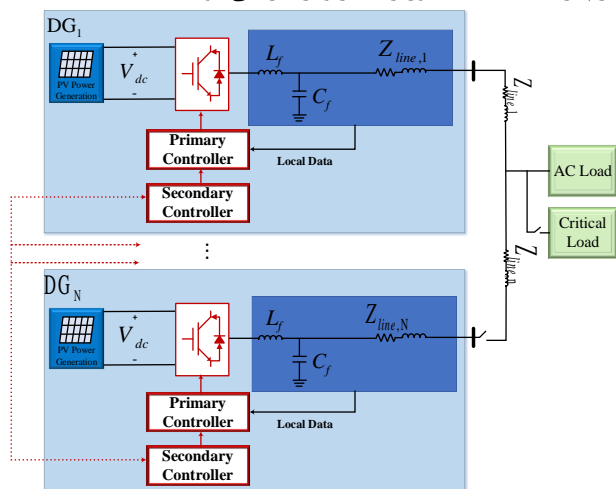 DG1
PV Power
Generation
+
Vdc
-
Lf
Cf
Zline,1
Primary
Controller
Local Data
Secondary
Controller
Zline,1
AC Load
Critical
Load
Zline,n
⋮
DGN
PV Power
Generation
+
Vdc
-
Lf
Cf
Zline,N
Primary
Controller
Local Data
Secondary
Controller